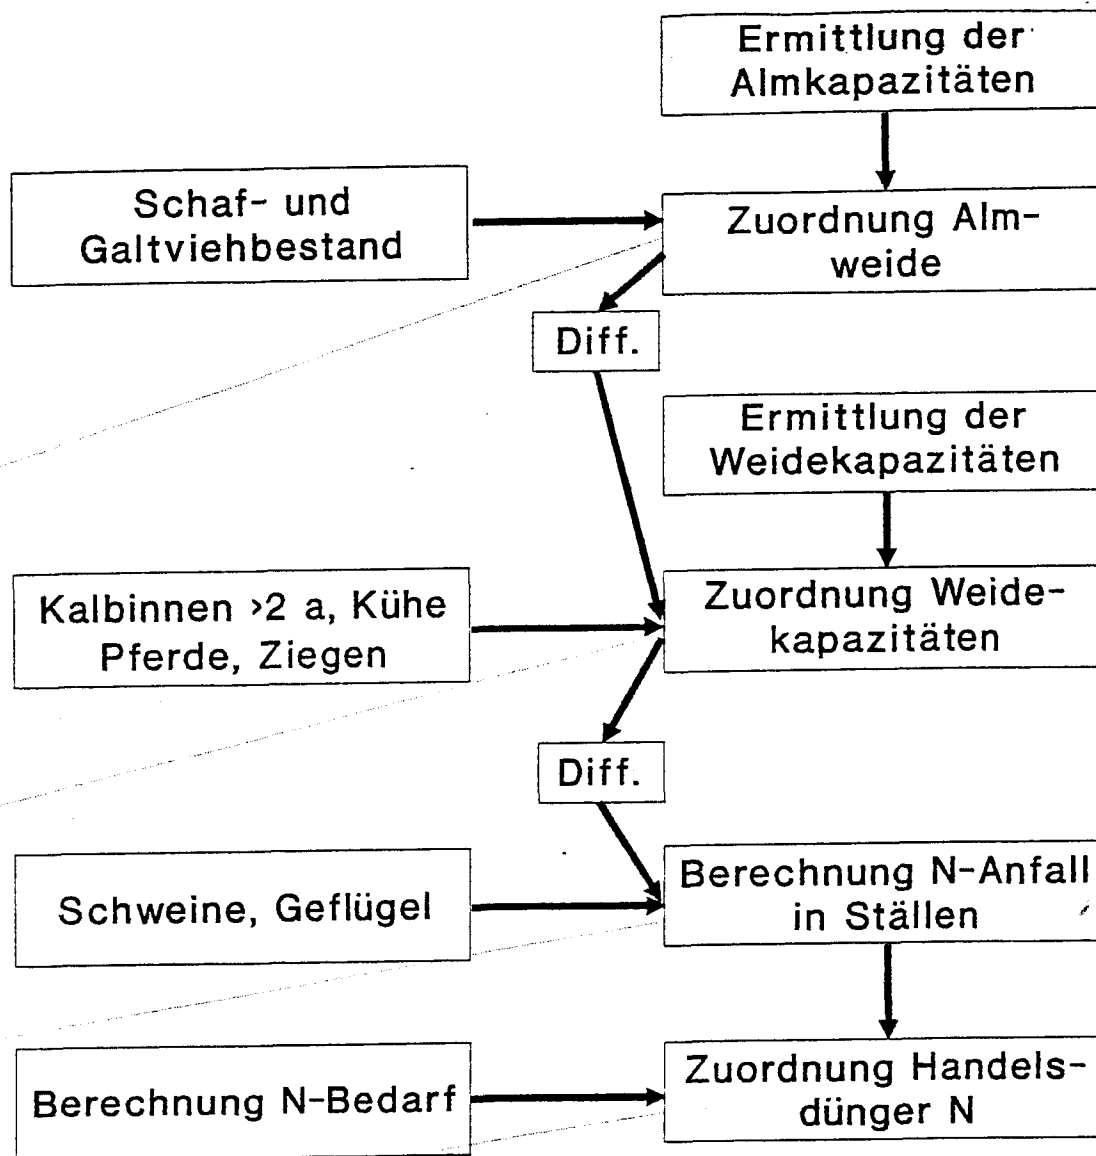 Ermittlung der
Almkapazitäten
Schaf- und
Galtviehbestand
Zuordnung Alm-
weide
Diff.
Ermittlung der
Weidekapazitäten
Kalbinnen >2 a, Kühe
Pferde, Ziegen
Zuordnung Weide-
kapazitäten
Diff.
Schweine, Geflügel
Berechnung N-Anfall
in Ställen
Berechnung N-Bedarf
Zuordnung Handels-
dünger N